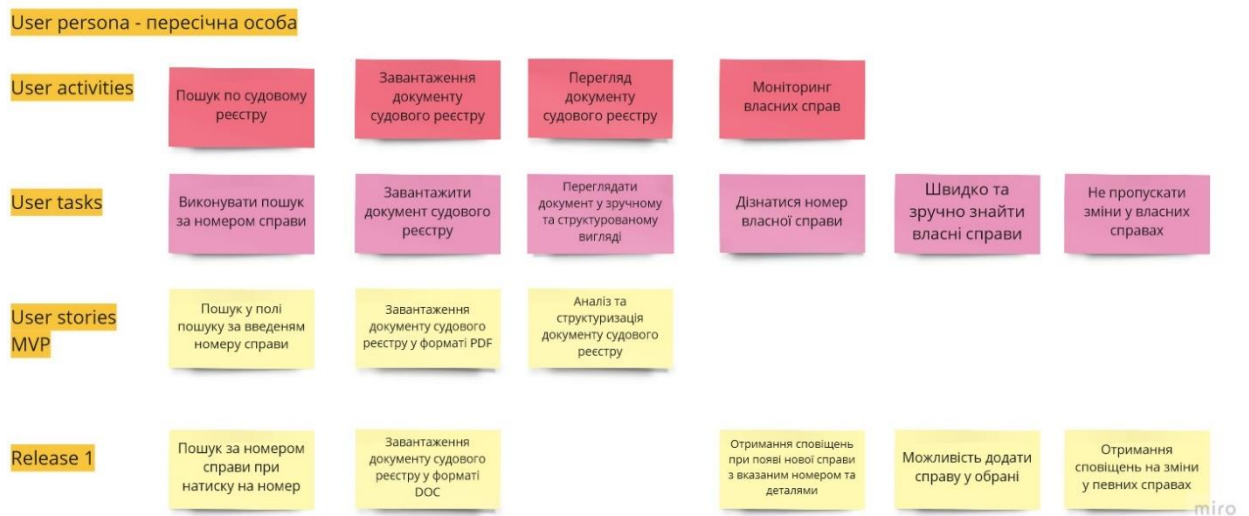 User persona - пересічна особа
User activities
Пошук по судовому
реєстру
Завантаження
документу
судового реєстру
Перегляд
документу
судового реєстру
Моніторинг
власних справ
User tasks
Виконувати пошук
за номером справи
Завантажити
документ судового
реєстру
Переглядати
документ у зручному
та структурованому
вигляді
Дізнатися номер
власної справи
Швидко та
зручно знайти
власні справи
Не пропускати
зміни у власних
справах
User stories
MVP
Пошук у полі
пошуку за введеням
номеру справи
Завантаження
документу судового
реєстру у форматі PDF
Аналіз та
структуризація
документу судового
реєстру
Release 1
Пошук за номером
справи при
натиску на номер
Завантаження
документу судового
реєстру у форматі
DOC
Отримання сповіщень
при появі нової справи
з вказаним номером та
деталями
Можливість додати
справу у обрані
Отримання
сповіщень на зміни
у певних справах
miro